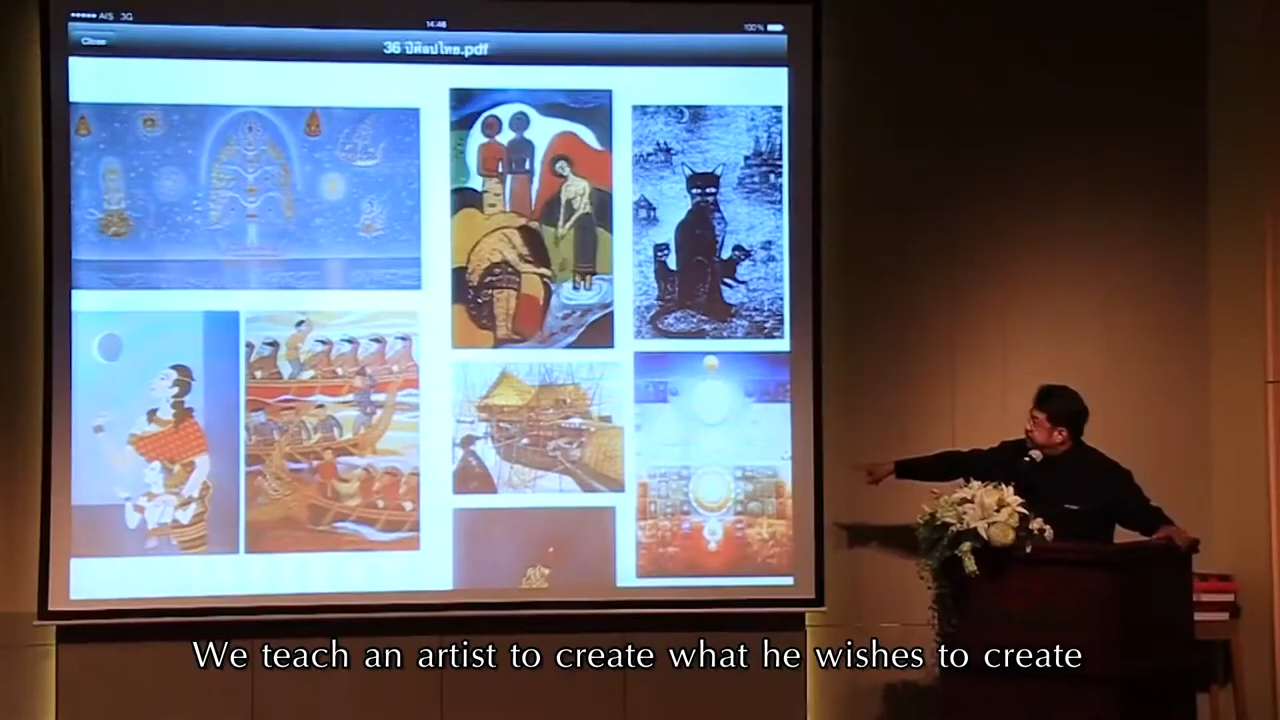 AIS 3G
14:46
100%
Close
36 ปีศิลปไทย.pdf
We teach an artist to create what he wishes to create